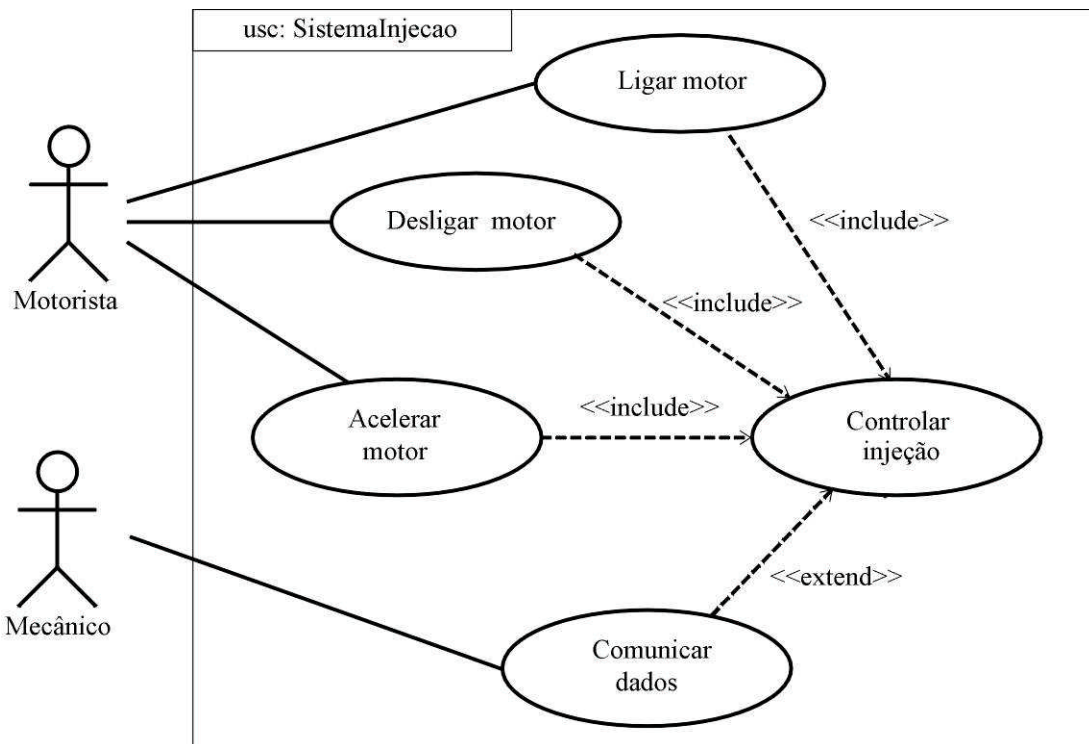 usc: SistemaInjecao
Ligar motor
Desligar motor
<<include>>
Motorista
<<include>>
Acelerar
motor
<<include>>
Controlar
injeção
Mecânico
<<extend>>
Comunicar
dados